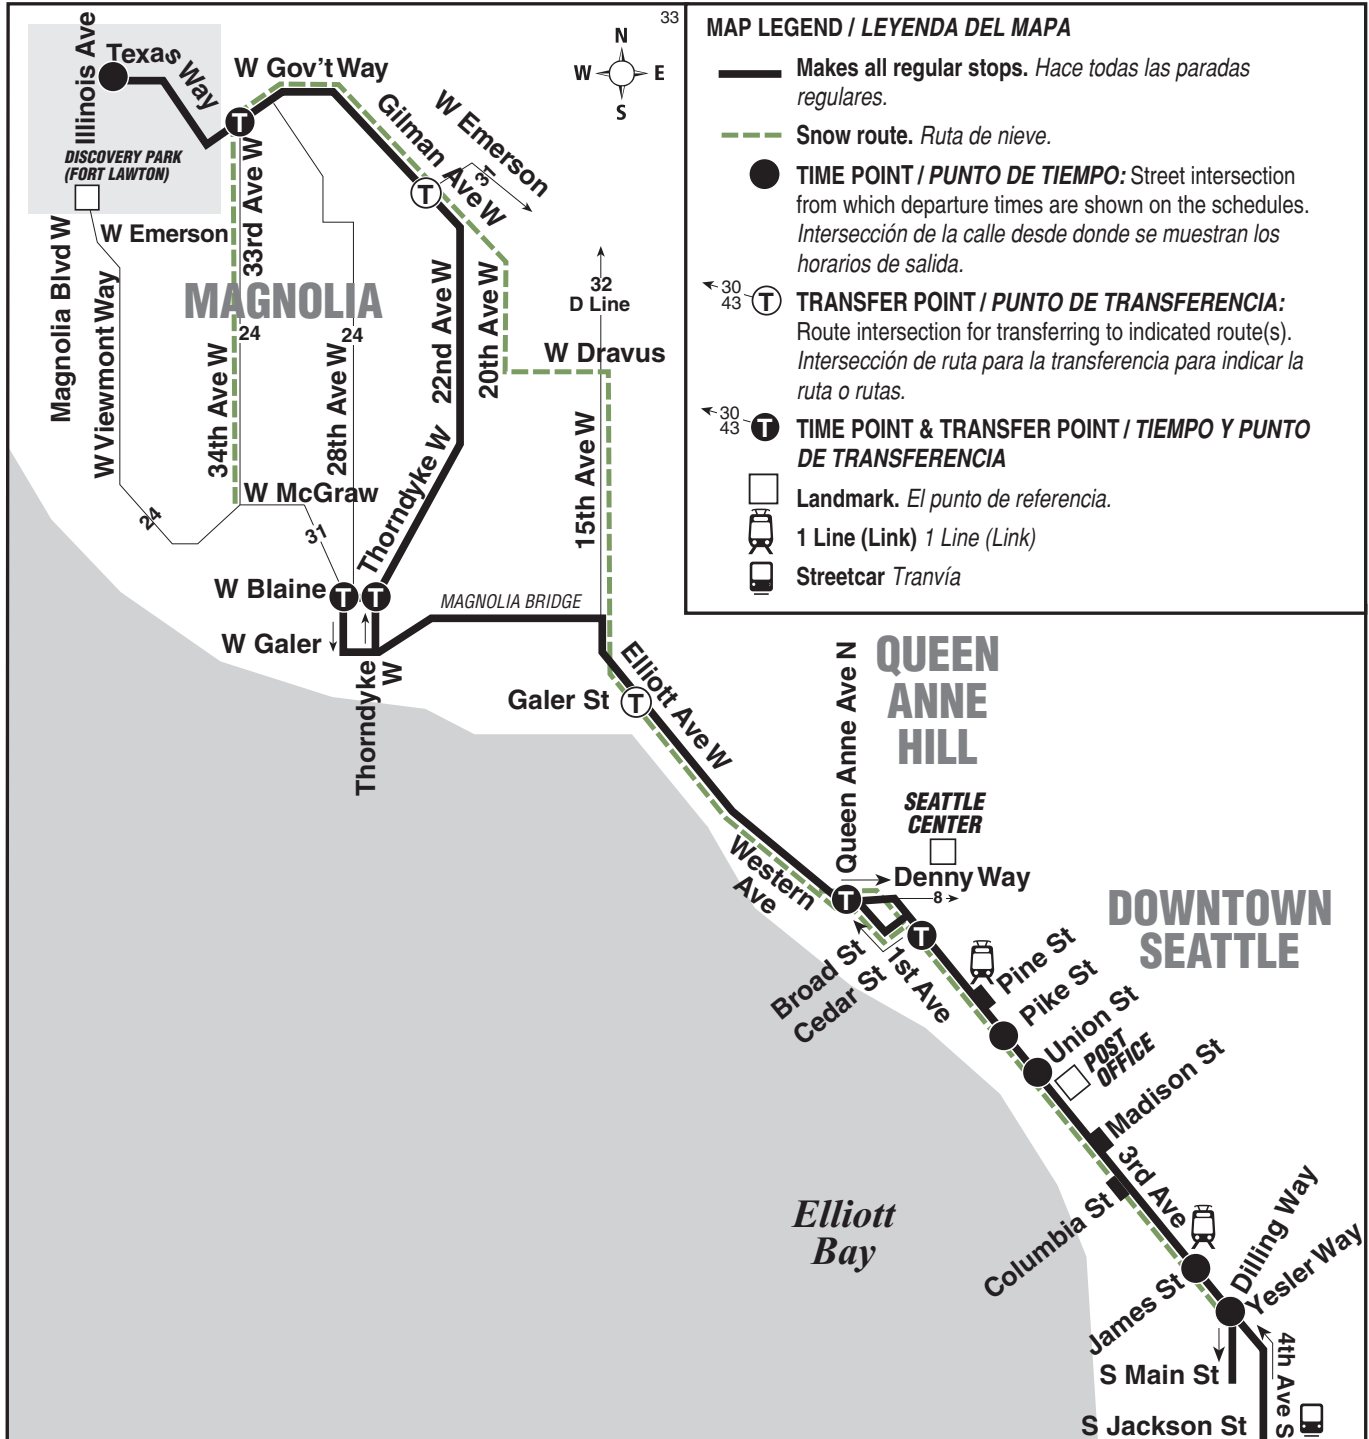 33
MAP LEGEND / LEYENDA DEL MAPA
Makes all regular stops. Hace todas las paradas
regulares.
Snow route. Ruta de nieve.
TIME POINT / PUNTO DE TIEMPO: Street intersection
from which departure times are shown on the schedules.
Intersección de la calle desde donde se muestran los
horarios de salida.
30
43
T
TRANSFER POINT / PUNTO DE TRANSFERENCIA:
Route intersection for transferring to indicated route(s).
Intersección de ruta para la transferencia para indicar la
ruta o rutas.
30
43
T
TIME POINT & TRANSFER POINT / TIEMPO Y PUNTO
DE TRANSFERENCIA
Landmark. El punto de referencia.
1 Line (Link) 1 Line (Link)
Streetcar Tranvía
N
W E
S
Illinois Ave
Texas Way
W Gov't Way
T
Gilman Ave W
W Emerson
31
T
DISCOVERY PARK
(FORT LAWTON)
33rd Ave W
W Emerson
Magnolia Blvd W
W Viewmont Way
MAGNOLIA
24
24
34th Ave W
28th Ave W
22nd Ave W
20th Ave W
32
D Line
W Dravus
15th Ave W
W McGraw
24
31
Thorndyke W
W Blaine
T
T
MAGNOLIA BRIDGE
W Galer
Thorndyke
W
Galer St
T
Elliott Ave W
Queen Anne Ave N
QUEEN
ANNE
HILL
SEATTLE
CENTER
Western
Ave
T
Denny Way
8
T
DOWNTOWN
SEATTLE
Broad St
Cedar St
1st Ave
Pine St
Pike St
Union St
POST
OFFICE
Madison St
3rd Ave
Columbia St
Elliott
Bay
Dilling Way
Yesler Way
James St
S Main St
4th Ave S
S Jackson St